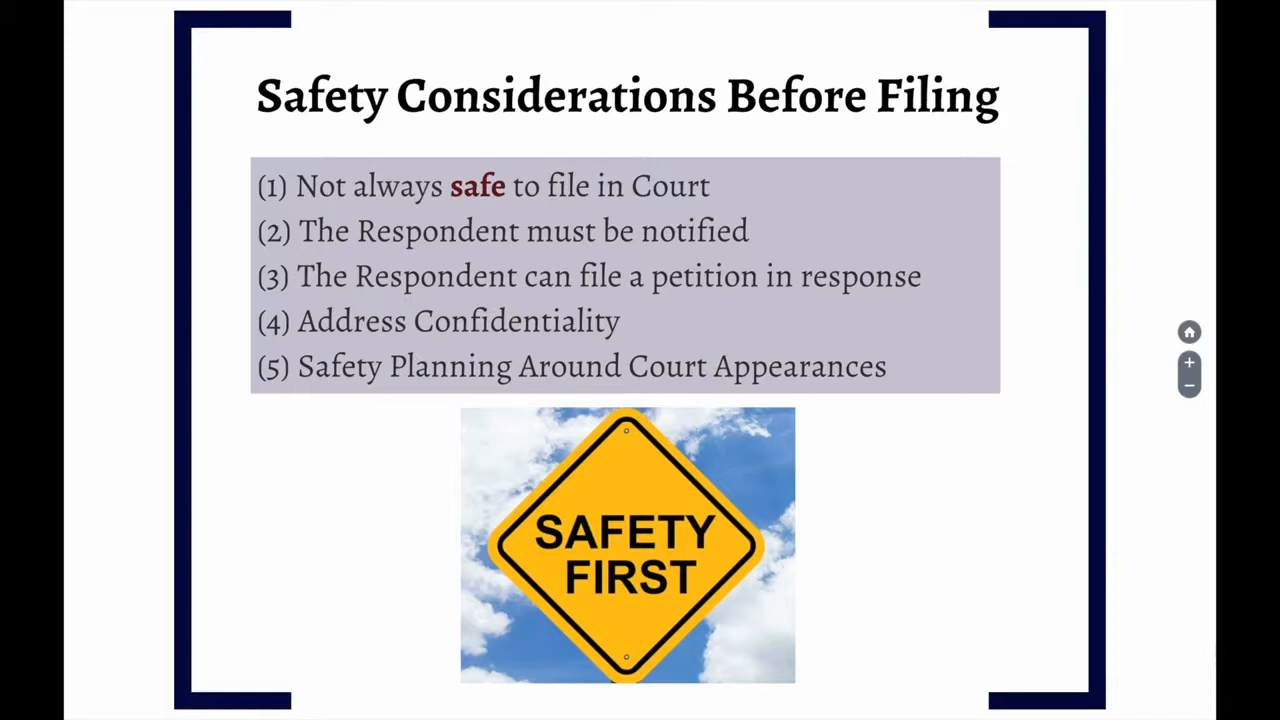 Safety Considerations Before Filing
(1) Not always safe to file in Court
(2) The Respondent must be notified
(3) The Respondent can file a petition in response
(4) Address Confidentiality
(5) Safety Planning Around Court Appearances
SAFETY
FIRST